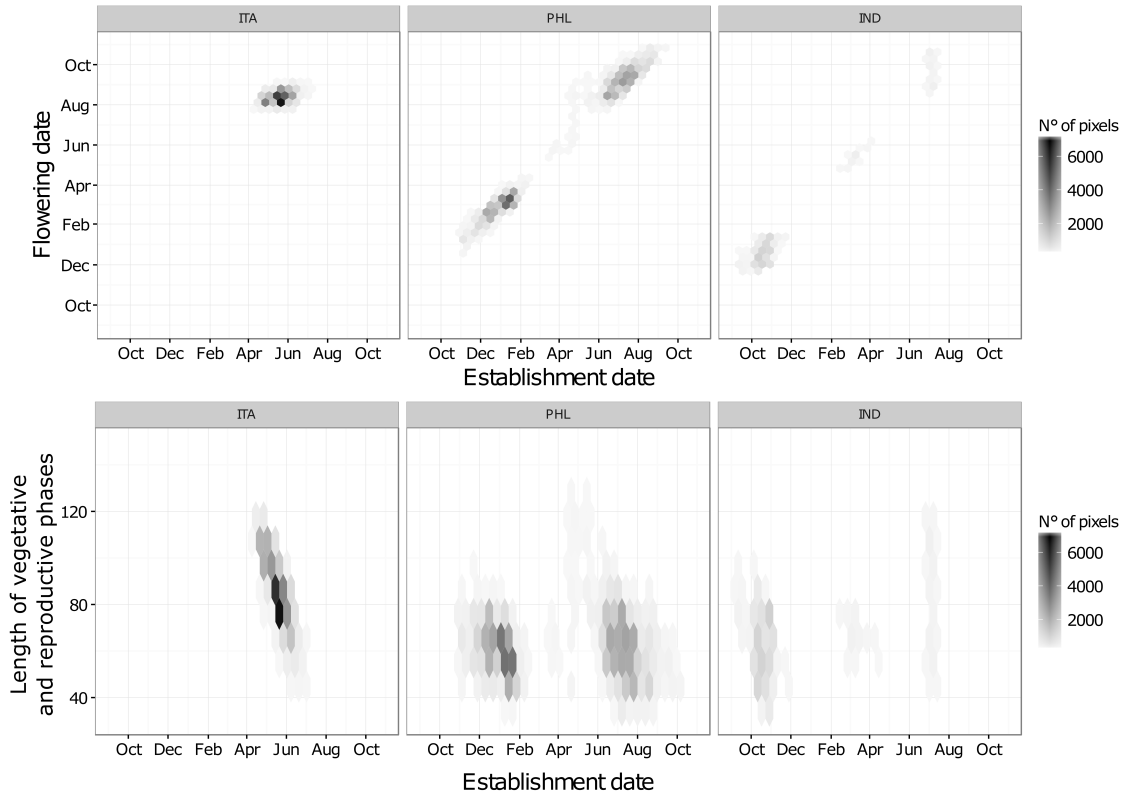 ITA PHL IND
Oct
Aug
Jun
Apr
Feb
Dec
Oct
Flowering date
Oct Dec Feb Apr Jun Aug Oct Oct Dec Feb Apr Jun Aug Oct Oct Dec Feb Apr Jun Aug Oct
Establishment date
N° of pixels
6000
4000
2000
ITA PHL IND
120
80
40
Length of vegetative
and reproductive phases
Oct Dec Feb Apr Jun Aug Oct Oct Dec Feb Apr Jun Aug Oct Oct Dec Feb Apr Jun Aug Oct
Establishment date
N° of pixels
6000
4000
2000